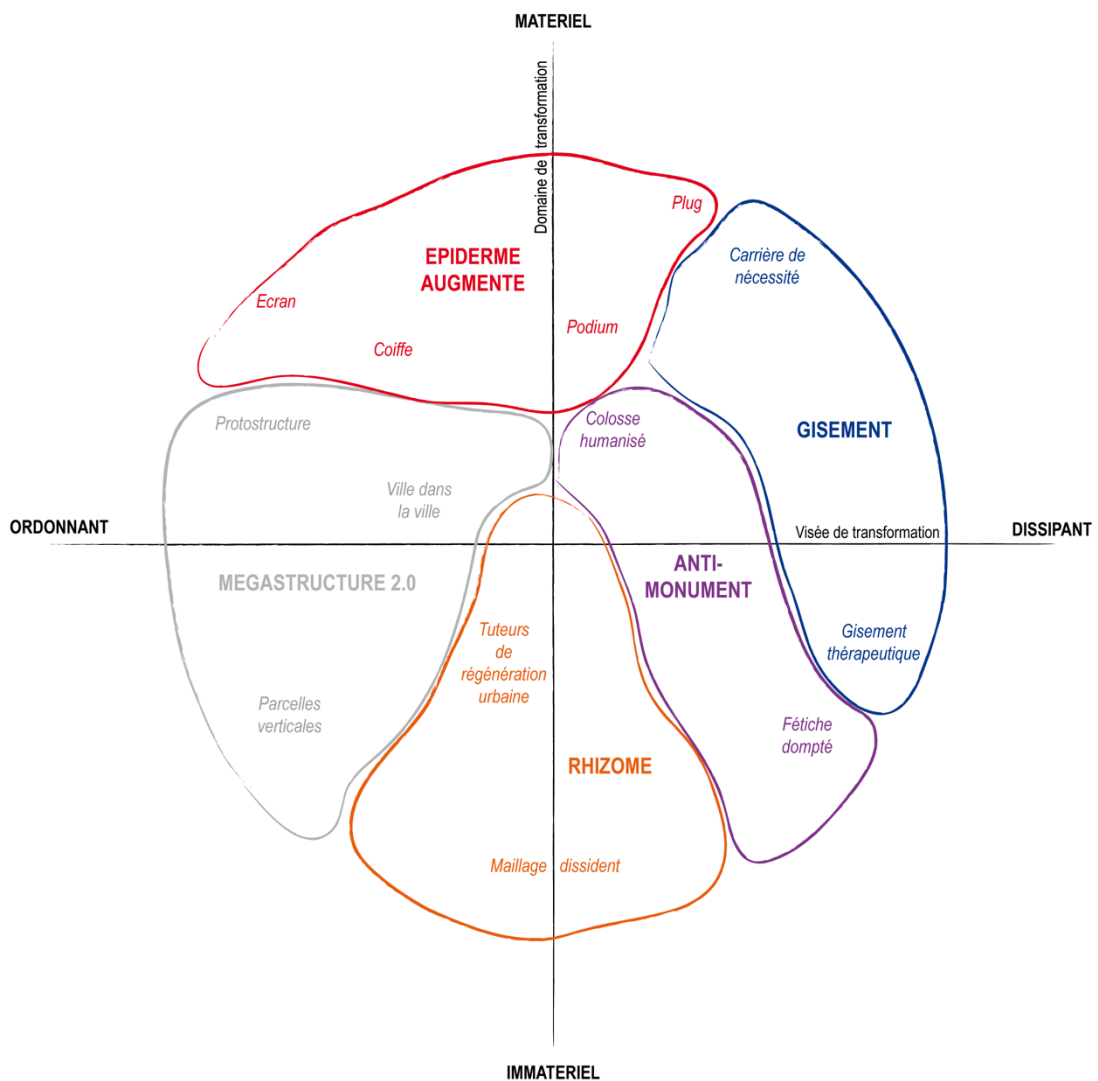 MATERIEL
Domaine de transformation
Plug
EPIDERME
AUGMENTE
Carrière de
nécessité
Ecran
Podium
Coiffe
Protostructure
Colosse
humanisé
GISEMENT
Ville dans
la ville
ORDONNANT
Visée de transformation
DISSIPANT
MEGASTRUCTURE 2.0
ANTI-
MONUMENT
Tuteurs
de
régénération
urbaine
Gisement
thérapeutique
Parcelles
verticales
Fétiche
dompté
RHIZOME
Maillage dissident
IMMATERIEL